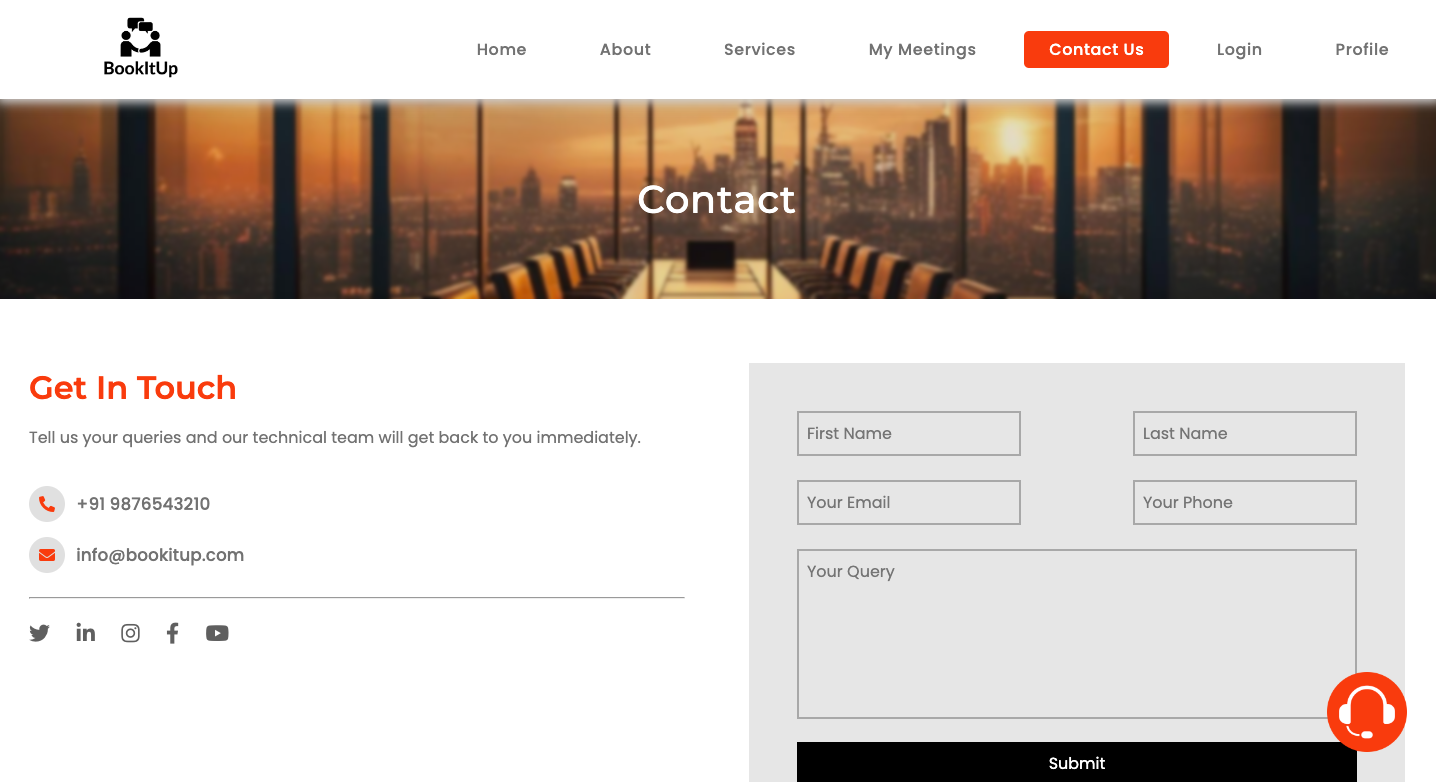 BookItUp
Home About Services My Meetings Contact Us Login Profile
Contact
Get In Touch
Tell us your queries and our technical team will get back to you immediately.
+91 9876543210
info@bookitup.com
First Name Last Name
Your Email Your Phone
Your Query
Submit